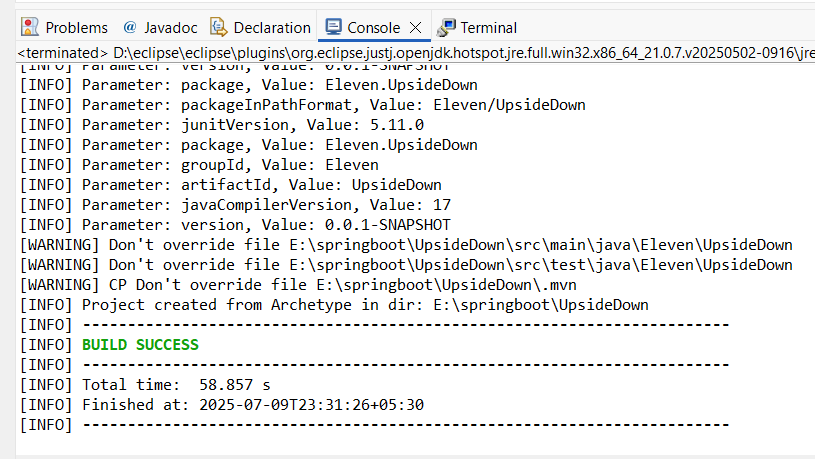 Problems Javadoc Declaration Console Terminal
<terminated> D:\eclipse\eclipse\plugins\org.eclipse.justj.openjdk.hotspot.jre.full.win32.x86_64_21.0.7.v20250502-0916\jre
[INFO] Parameter: version, Value: 0.0.1-SNAPSHOT
[INFO] Parameter: package, Value: Eleven.UpsideDown
[INFO] Parameter: packageInPathFormat, Value: Eleven/UpsideDown
[INFO] Parameter: junitVersion, Value: 5.11.0
[INFO] Parameter: package, Value: Eleven.UpsideDown
[INFO] Parameter: groupId, Value: Eleven
[INFO] Parameter: artifactId, Value: UpsideDown
[INFO] Parameter: javaCompilerVersion, Value: 17
[INFO] Parameter: version, Value: 0.0.1-SNAPSHOT
[WARNING] Don't override file E:\springboot\UpsideDown\src\main\java\Eleven\UpsideDown
[WARNING] Don't override file E:\springboot\UpsideDown\src\test\java\Eleven\UpsideDown
[WARNING] CP Don't override file E:\springboot\UpsideDown\.mvn
[INFO] Project created from Archetype in dir: E:\springboot\UpsideDown
[INFO] ------------------------------------------------------------------------
[INFO] BUILD SUCCESS
[INFO] ------------------------------------------------------------------------
[INFO] Total time:  58.857 s
[INFO] Finished at: 2025-07-09T23:31:26+05:30
[INFO] ------------------------------------------------------------------------